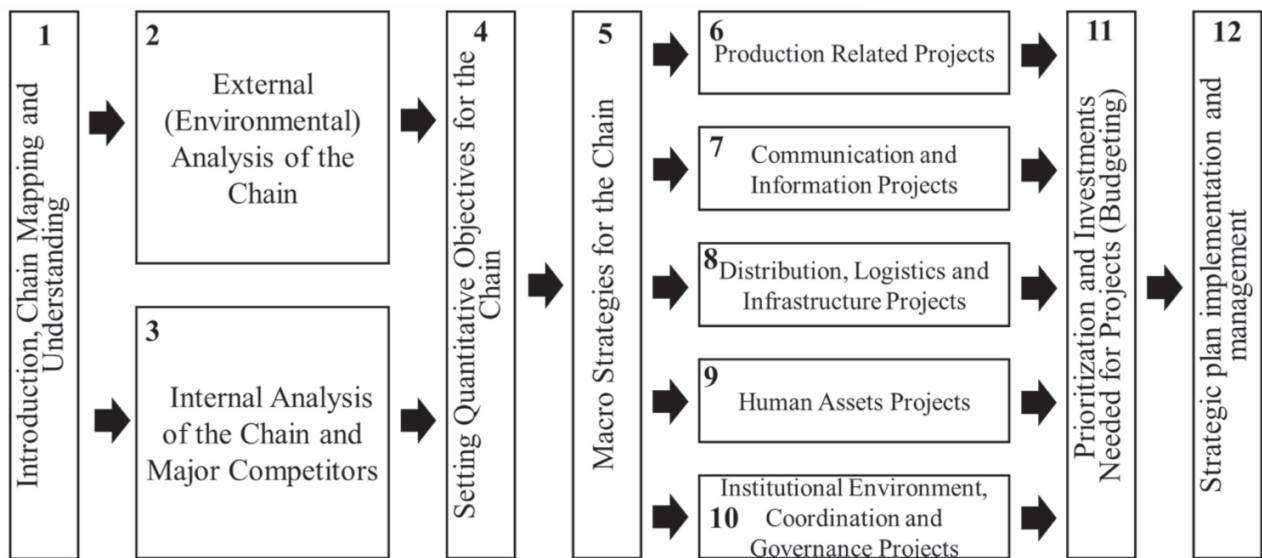 1
Introduction, Chain Mapping and
Understanding
2
External
(Environmental)
Analysis of the
Chain
3
Internal Analysis
of the Chain and
Major Competitors
4
Setting Quantitative Objectives for the
Chain
5
Macro Strategies for the Chain
6
Production Related Projects
7
Communication and
Information Projects
8
Distribution, Logistics and
Infrastructure Projects
9
Human Assets Projects
10
Institutional Environment,
Coordination and
Governance Projects
11
Prioritization and Investments
Needed for Projects (Budgeting)
12
Strategic plan implementation and
management